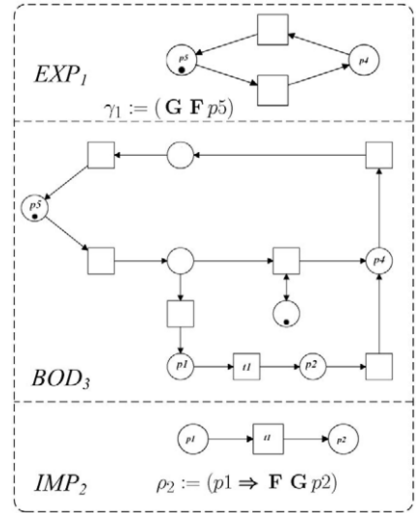 p5
p4
EXP₁
γ₁ := ( G F p5)
p5
p4
p1 t1 p2
BOD₃
p1 t1 p2
IMP₂
ρ₂ := (p1 ⇒ F G p2)